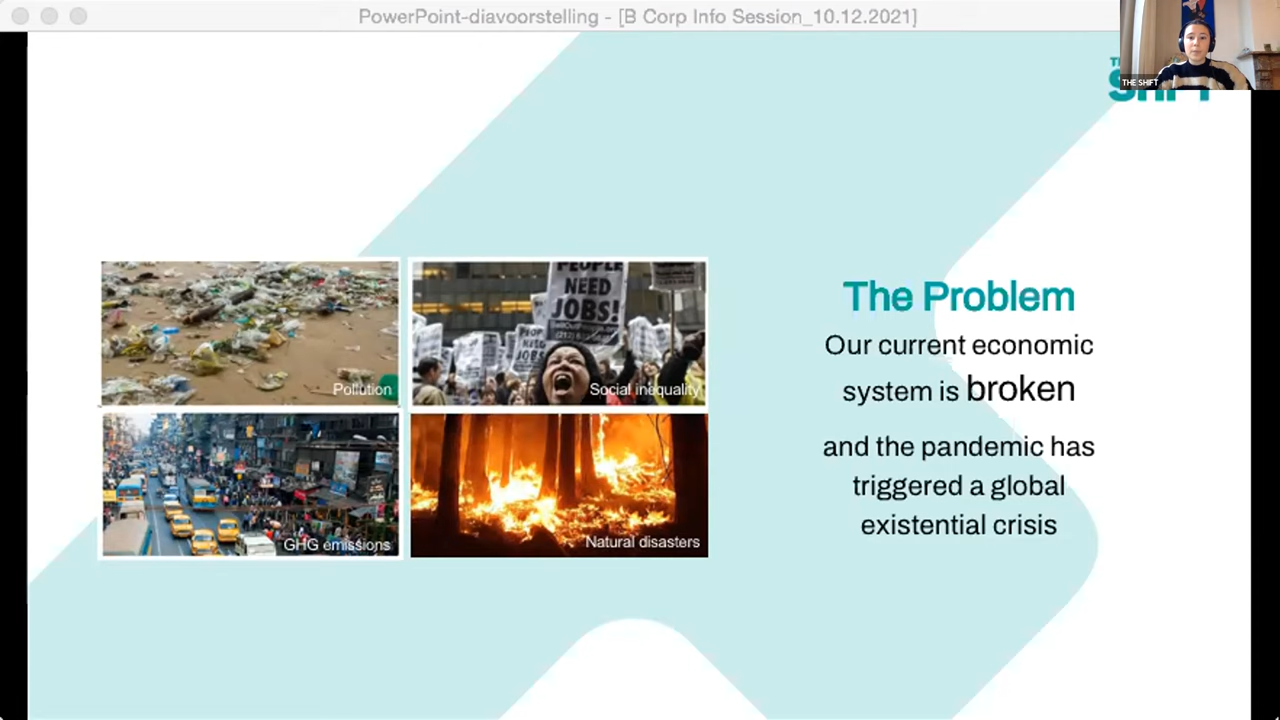 PowerPoint-diavoorstelling - [B Corp Info Session_10.12.2021]
THE SHIFT
Pollution
PEOPLE
NEED
JOBS!
Social inequality
GHG emissions
Natural disasters
The Problem
Our current economic
system is broken
and the pandemic has
triggered a global
existential crisis